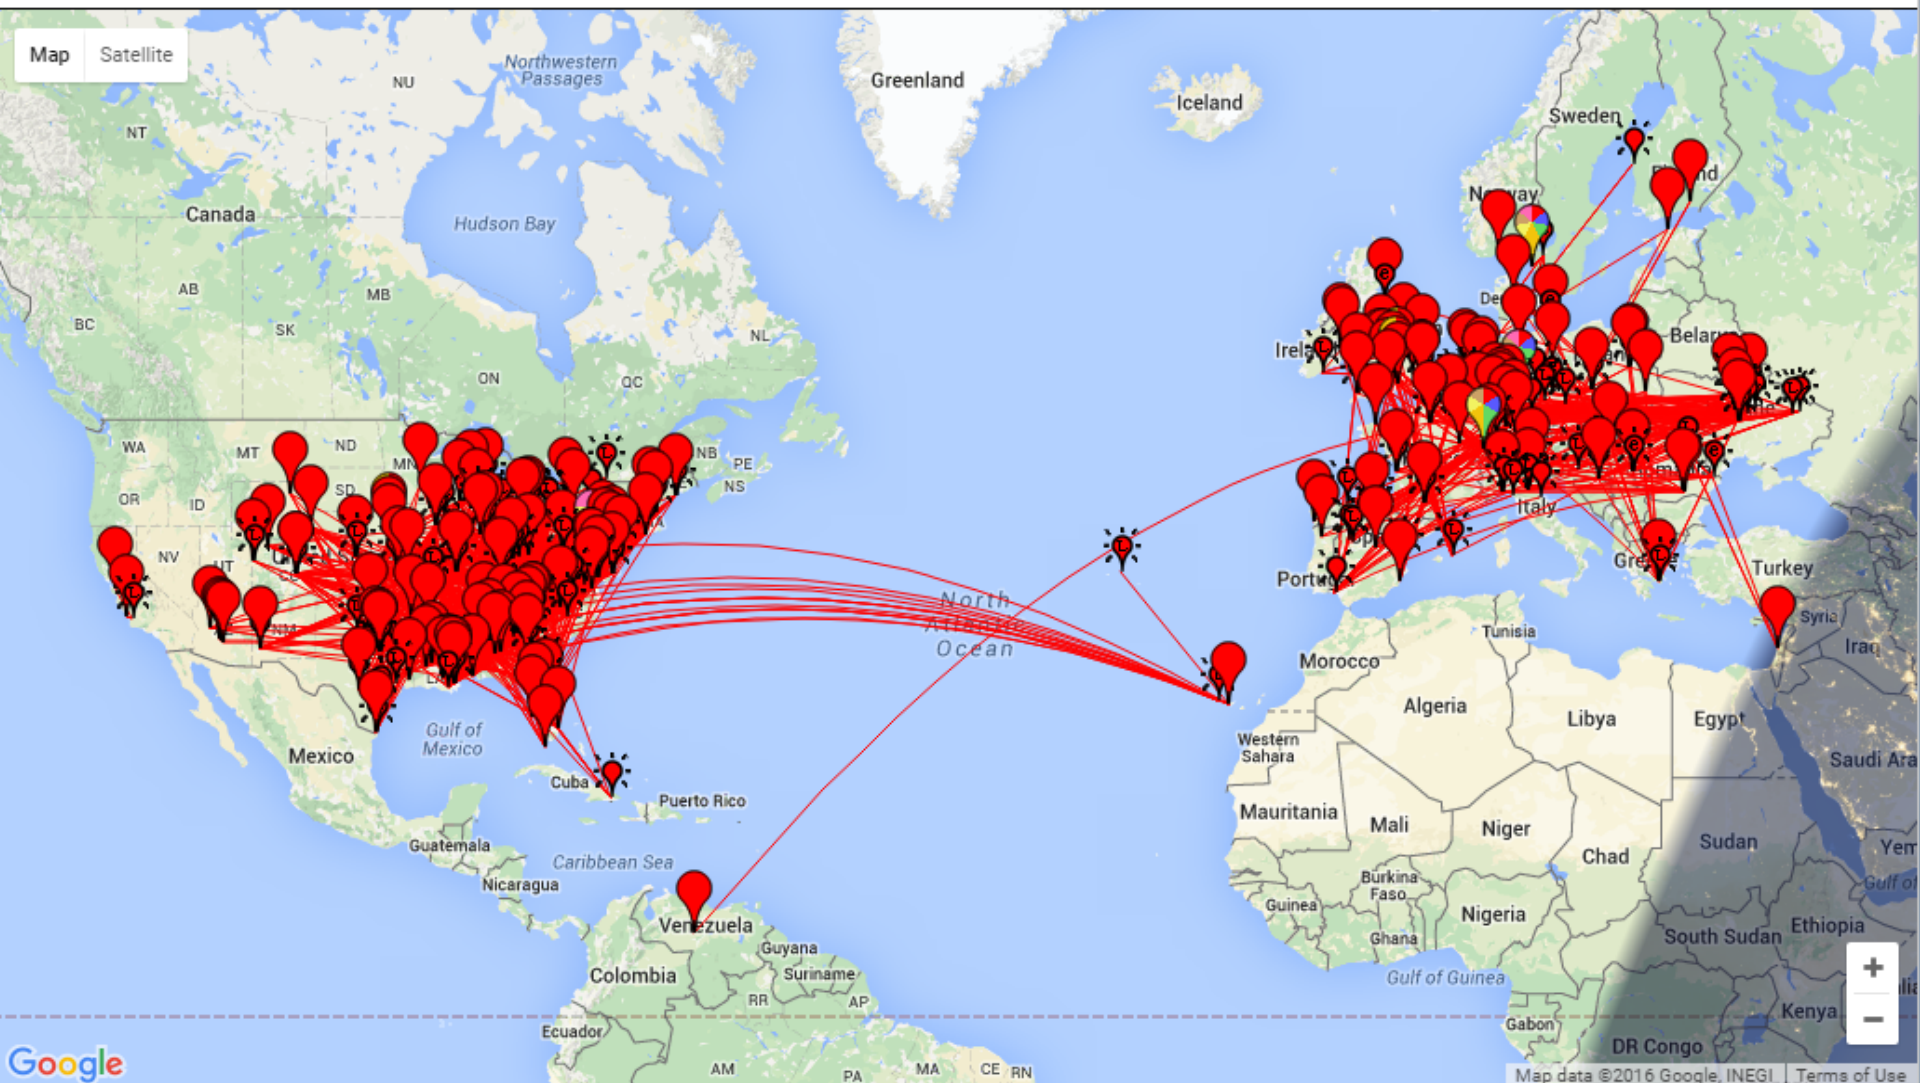 Map Satellite
Northwestern
Passages
NU
Greenland
Iceland
NT
Sweden
Norway
Canada
Hudson Bay
AB
MB
BC
SK
NL
ON
QC
Belaru
WA
MT
ND
MN
NB
PE
NS
OR
ID
SD
Italy
NV
UT
Turkey
North
Ocean
Tunisia
Syria
Iraq
Morocco
Algeria
Libya
Egypt
Gulf of
Mexico
Mexico
Western
Sahara
Saudi Ara
Cuba
Puerto Rico
Mauritania
Mali
Niger
Chad
Sudan
Yem
Guatemala
Caribbean Sea
Nicaragua
Burkina
Faso
Gulf of
Guinea
Nigeria
Venezuela
Ghana
South Sudan
Ethiopia
Guyana
Colombia
Suriname
Gulf of Guinea
RR
AP
Kenya
Ecuador
Gabon
DR Congo
Google
AM
PA
MA
CE
RN
Map data ©2016 Google, INEGI
Terms of Use